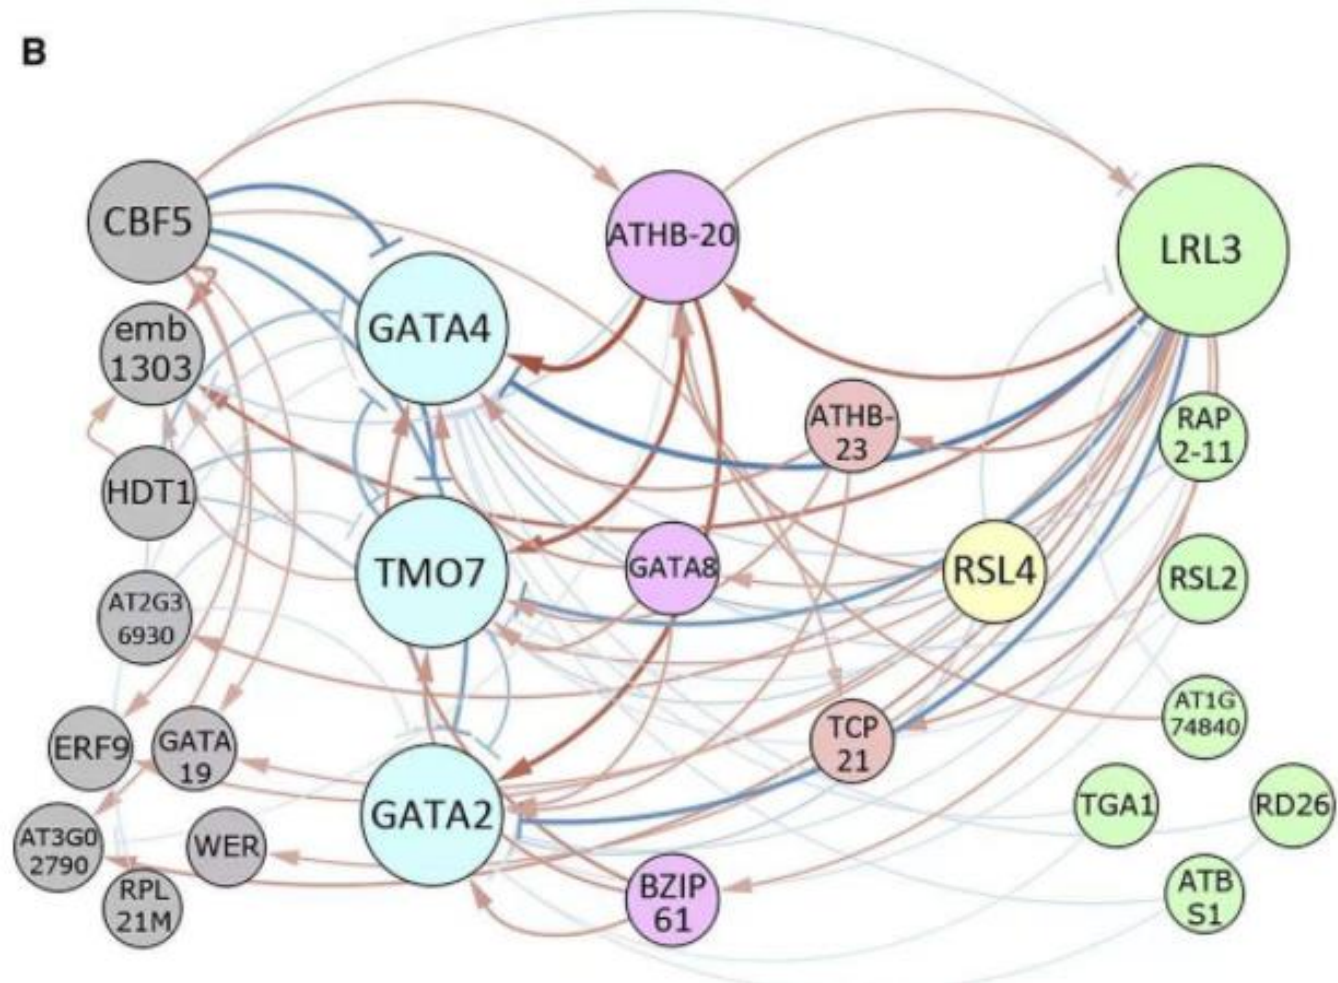 B
CBF5
ATHB-20
LRL3
GATA4
emb
1303
ATHB-
23
RAP
2-11
HDT1
TMO7
GATA8
RSL4
RSL2
AT2G3
6930
AT1G
74840
ERF9
GATA
19
TCP
21
GATA2
TGA1
RD26
AT3G0
2790
WER
RPL
21M
BZIP
61
ATB
S1